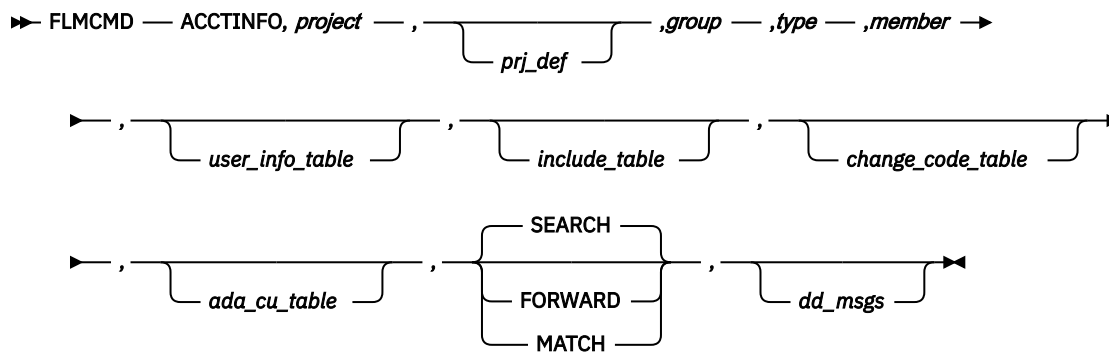 FLMCMD ACCTINFO, project , ,group ,type ,member
prj_def
, , ,
user_info_table include_table change_code_table
SEARCH
, , ,
ada_cu_table FORWARD dd_msgs
MATCH